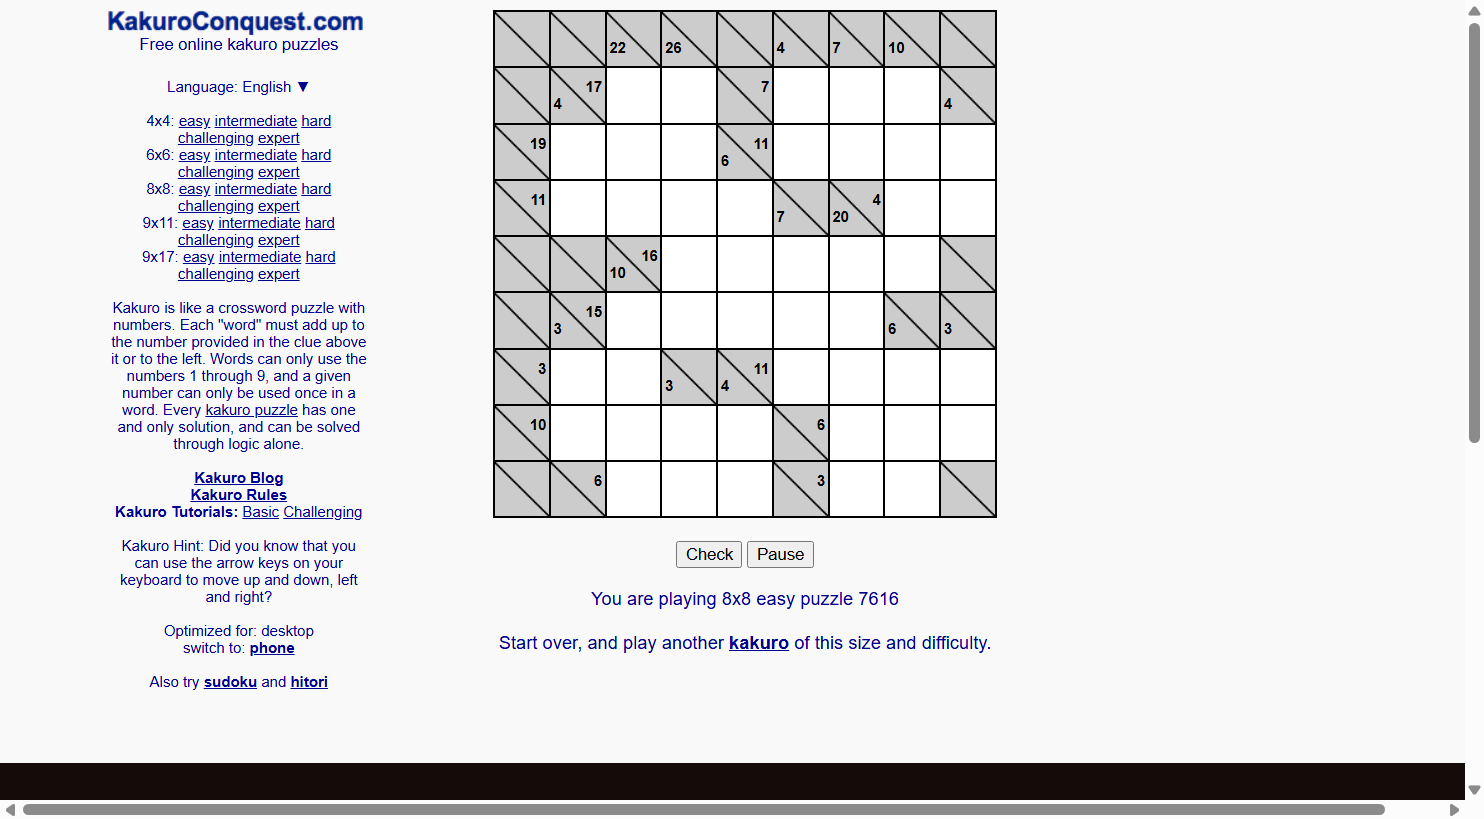 KakuroConquest.com
Free online kakuro puzzles
Language: English ▼
4x4: easy intermediate hard
challenging expert
6x6: easy intermediate hard
challenging expert
8x8: easy intermediate hard
challenging expert
9x11: easy intermediate hard
challenging expert
9x17: easy intermediate hard
challenging expert
Kakuro is like a crossword puzzle with
numbers. Each "word" must add up to
the number provided in the clue above
it or to the left. Words can only use the
numbers 1 through 9, and a given
number can only be used once in a
word. Every kakuro puzzle has one
and only solution, and can be solved
through logic alone.
Kakuro Blog
Kakuro Rules
Kakuro Tutorials: Basic Challenging
Kakuro Hint: Did you know that you
can use the arrow keys on your
keyboard to move up and down, left
and right?
Optimized for: desktop
switch to: phone
Also try sudoku and hitori
22 26 4 7 10
17 7
4 4
19 11
6
11 4
7 20
16
10
15
3 6 3
3 11
3 4
10 6
6 3
Check Pause
You are playing 8x8 easy puzzle 7616
Start over, and play another kakuro of this size and difficulty.